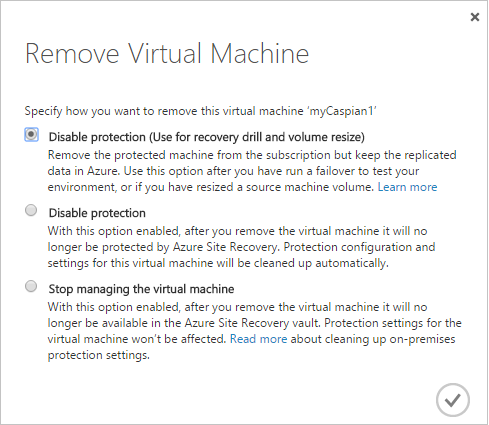 Remove Virtual Machine
Specify how you want to remove this virtual machine 'myCaspian1'
Disable protection (Use for recovery drill and volume resize)
Remove the protected machine from the subscription but keep the replicated
data in Azure. Use this option after you have run a failover to test your
environment, or if you have resized a source machine volume. Learn more
Disable protection
With this option enabled, after you remove the virtual machine it will no
longer be protected by Azure Site Recovery. Protection configuration and
settings for this virtual machine will be cleaned up automatically.
Stop managing the virtual machine
With this option enabled, after you remove the virtual machine it will no
longer be available in the Azure Site Recovery vault. Protection settings for the
virtual machine won't be affected. Read more about cleaning up on-premises
protection settings.